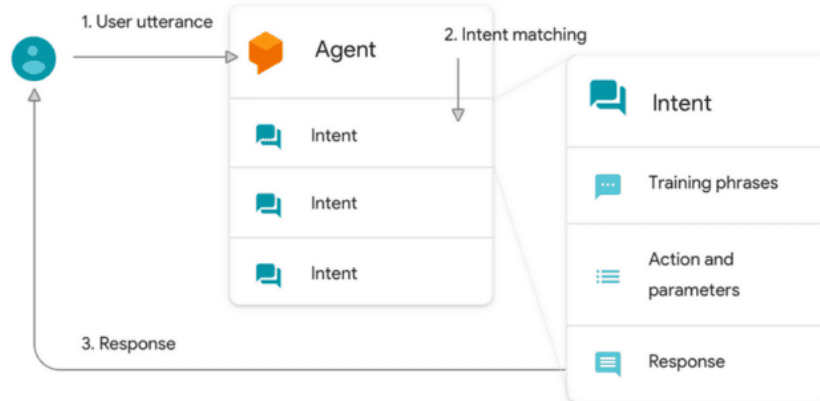 1. User utterance
Agent
2. Intent matching
Intent
Intent
Intent
Intent
Training phrases
Action and
parameters
Response
3. Response